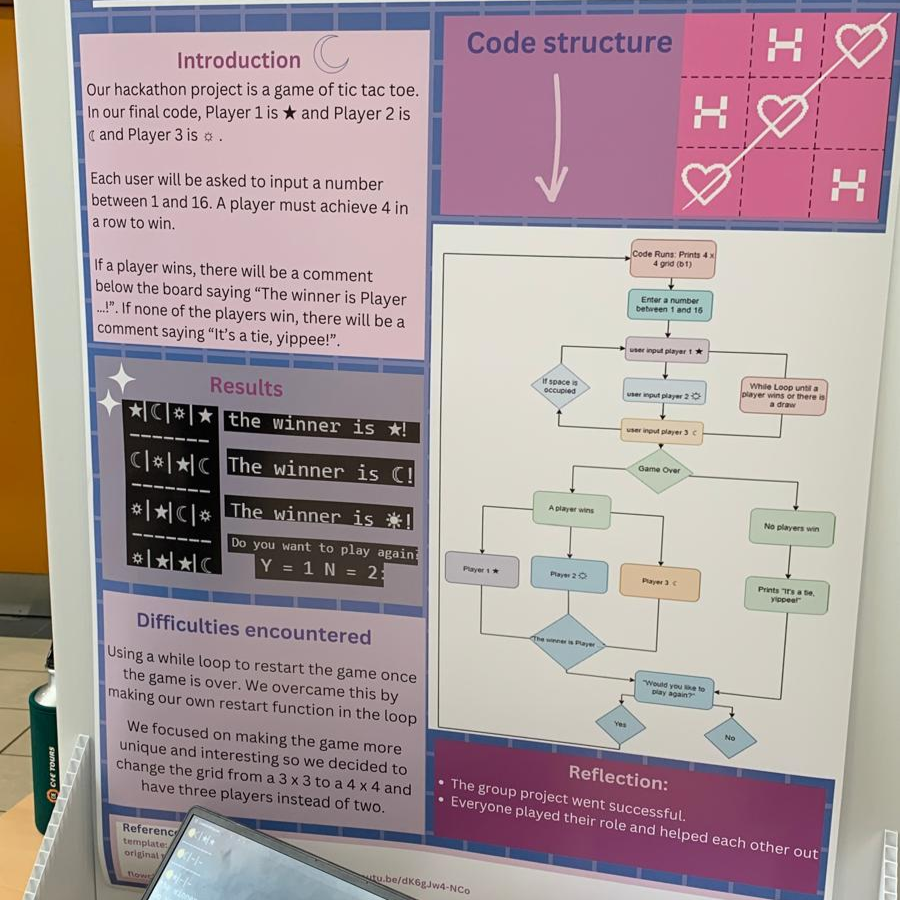 Introduction
Our hackathon project is a game of tic tac toe.
In our final code, Player 1 is ★ and Player 2 is
☾ and Player 3 is ☼ .
Each user will be asked to input a number
between 1 and 16. A player must achieve 4 in
a row to win.
If a player wins, there will be a comment
below the board saying “The winner is Player
...!”. If none of the players win, there will be a
comment saying “It’s a tie, yippee!”.
Results
★|☾|☼|★
-------
☾|☼|★|☾
-------
☼|★|☾|☼
-------
☼|★|★|☾
the winner is ★!
The winner is ☾!
The winner is ☀!
Do you want to play again
Y = 1 N = 2:
Difficulties encountered
Using a while loop to restart the game once
the game is over. We overcame this by
making our own restart function in the loop
We focused on making the game more
unique and interesting so we decided to
change the grid from a 3 x 3 to a 4 x 4 and
have three players instead of two.
template:
original
Code structure
Code Runs: Prints 4 x
4 grid (b1)
Enter a number
between 1 and 16
user input player 1 ★
If space is
occupied
user input player 2 ☼
While Loop until a
player wins or there is
a draw
user input player 3 ☾
Game Over
A player wins
No players win
Player 1 ★
Player 2 ☼
Player 3 ☾
Prints "It's a tie,
yippee!"
"The winner is Player
"Would you like to
play again?"
Yes
No
Reflection:
• The group project went successful.
• Everyone played their role and helped each other out
utu.be/dK6gJw4-NCo
TOURS